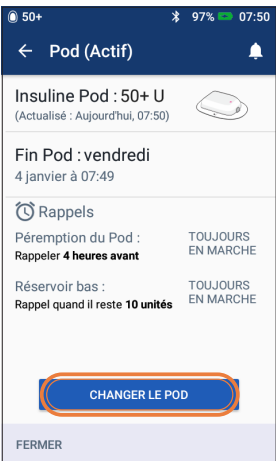 50+ 97% 07:50
Pod (Actif)
Insuline Pod : 50+ U
(Actualisé : Aujourd'hui, 07:50)
Fin Pod : vendredi
4 janvier à 07:49
Rappels
Péremption du Pod : TOUJOURS
Rappeler 4 heures avant EN MARCHE
Réservoir bas : TOUJOURS
Rappel quand il reste 10 unités EN MARCHE
CHANGER LE POD
FERMER